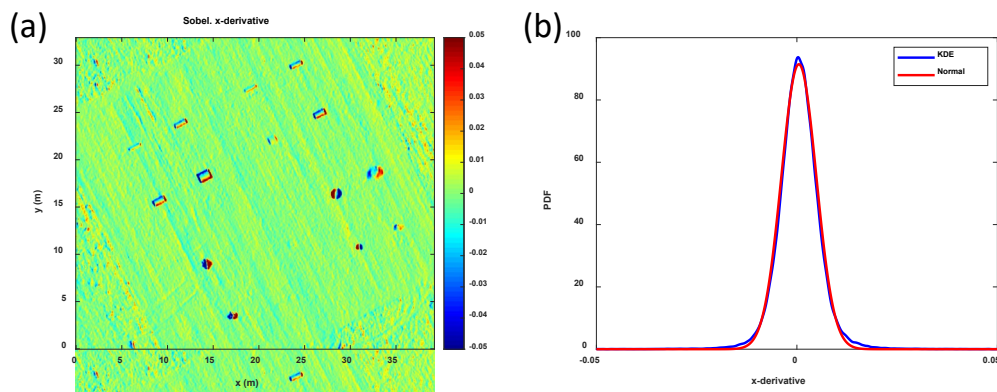 (a)
Sobel. x-derivative
30
25
20
15
10
5
0
y (m)
0 5 10 15 20 25 30 35
x (m)
0.05
0.04
0.03
0.02
0.01
0
-0.01
-0.02
-0.03
-0.04
-0.05
(b)
100
80
60
40
20
0
PDF
-0.05 0 0.05
x-derivative
KDE
Normal